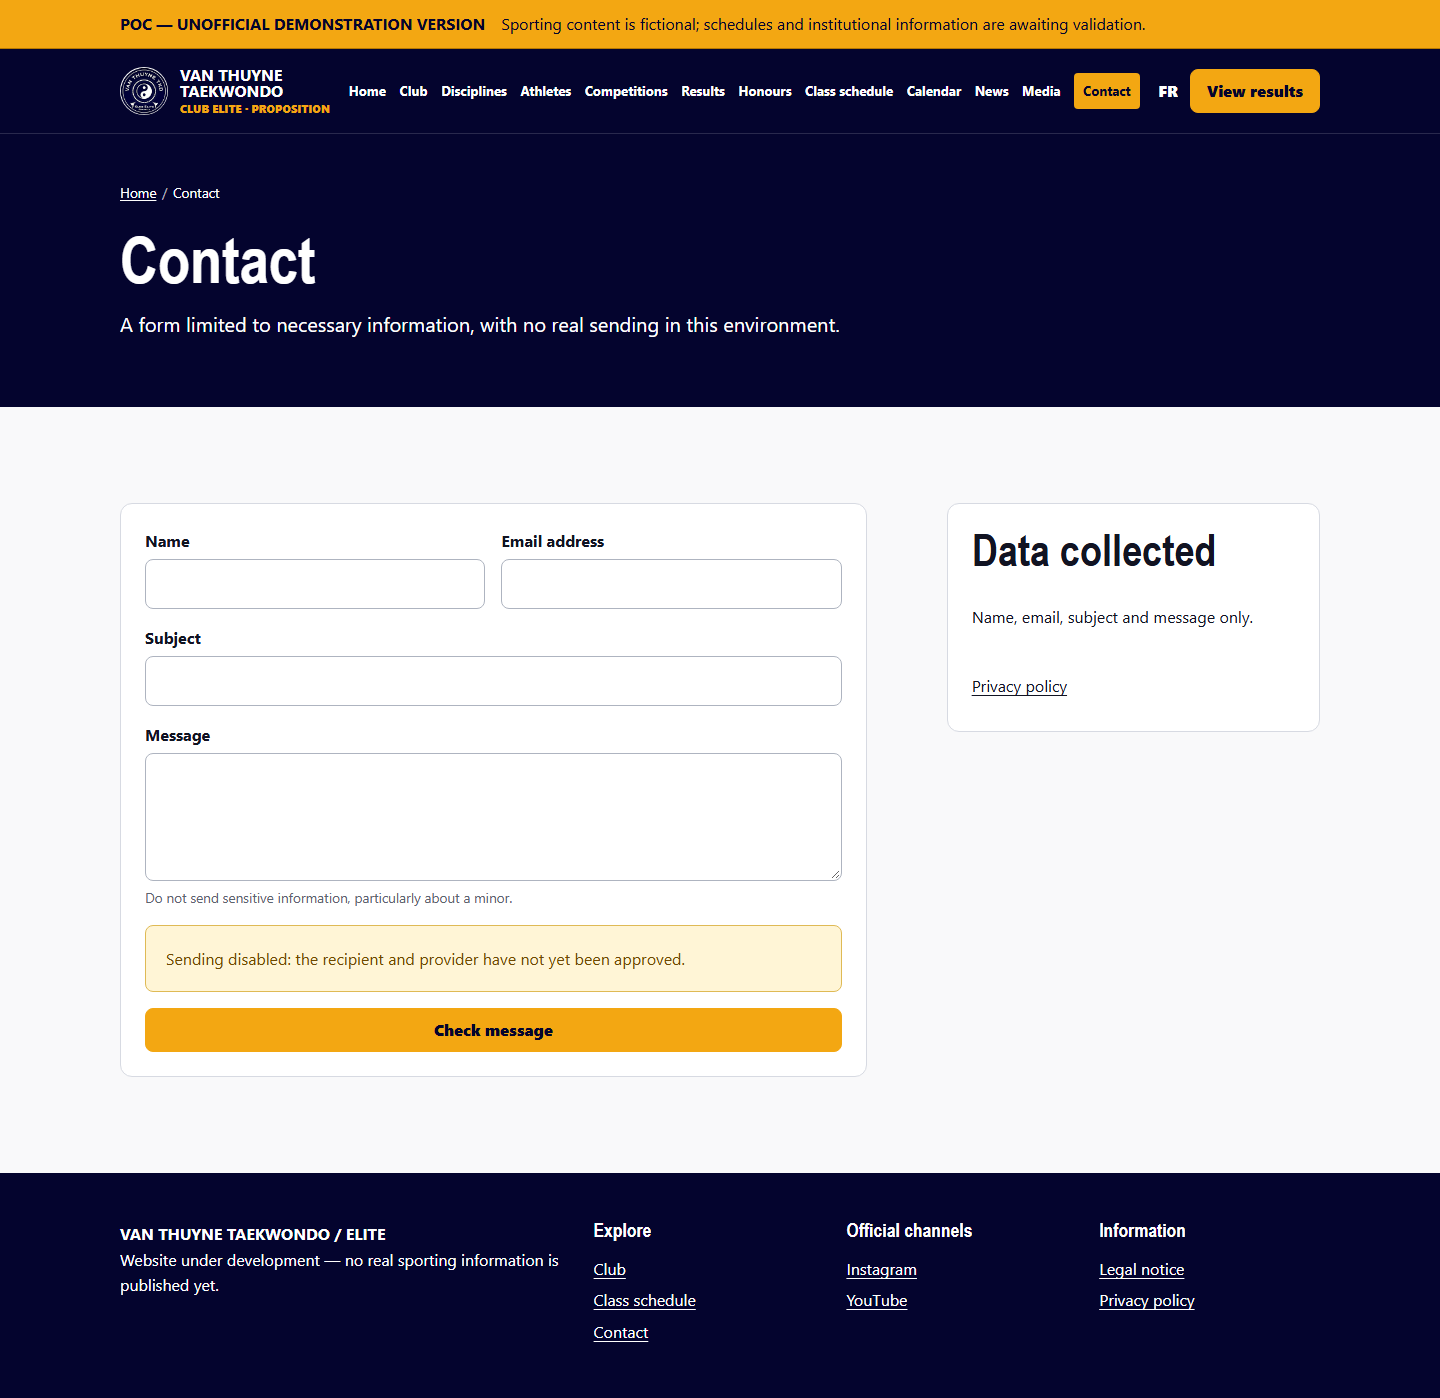 POC — UNOFFICIAL DEMONSTRATION VERSION Sporting content is fictional; schedules and institutional information are awaiting validation.
VAN THUYNE
TAEKWONDO
CLUB ELITE · PROPOSITION
Home Club Disciplines Athletes Competitions Results Honours Class schedule Calendar News Media Contact FR View results
Home / Contact
Contact
A form limited to necessary information, with no real sending in this environment.
Name
Email address
Subject
Message
Do not send sensitive information, particularly about a minor.
Sending disabled: the recipient and provider have not yet been approved.
Check message
Data collected
Name, email, subject and message only.
Privacy policy
VAN THUYNE TAEKWONDO / ELITE
Website under development — no real sporting information is
published yet.
Explore
Club
Class schedule
Contact
Official channels
Instagram
YouTube
Information
Legal notice
Privacy policy